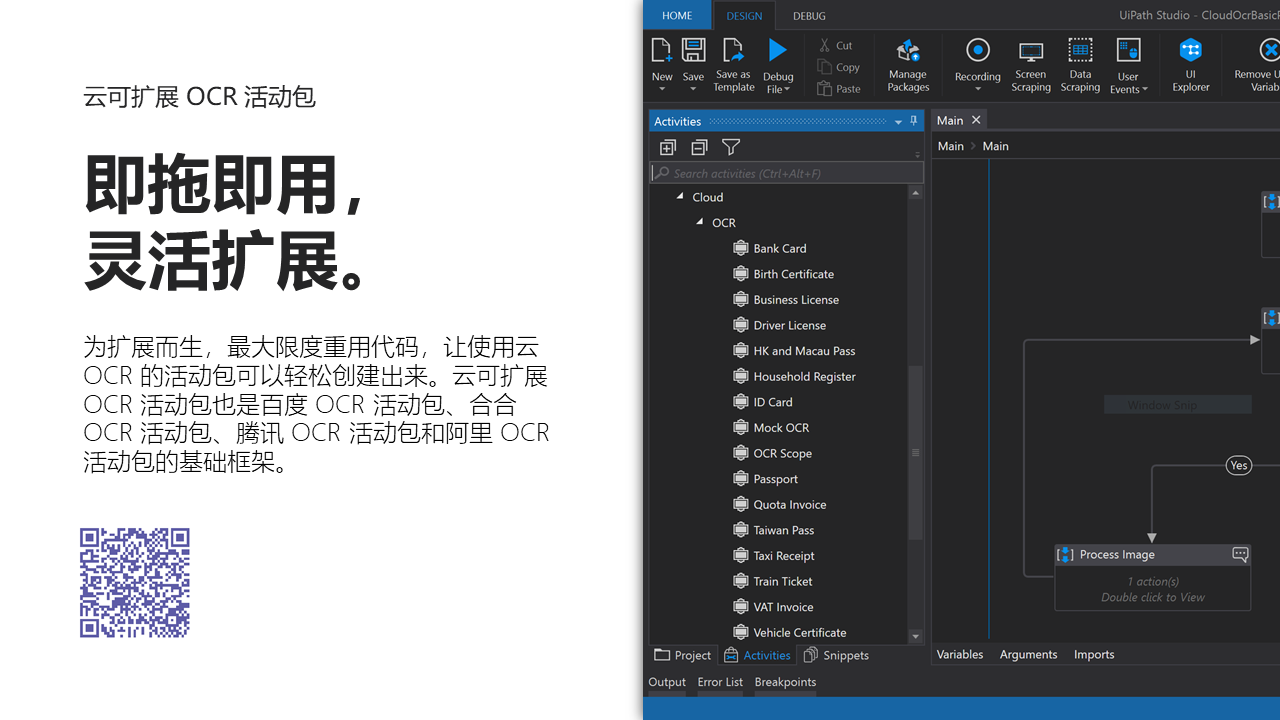 云可扩展 OCR 活动包
即拖即用，
灵活扩展。
为扩展而生，最大限度重用代码，让使用云
OCR 的活动包可以轻松创建出来。云可扩展
OCR 活动包也是百度 OCR 活动包、合合
OCR 活动包、腾讯 OCR 活动包和阿里 OCR
活动包的基础框架。
HOME DESIGN DEBUG UiPath Studio - CloudOcrBasicF
New
Save
Save as
Template
Debug
File
Cut
Copy
Paste
Manage
Packages
Recording
Screen
Scraping
Data
Scraping
User
Events
UI
Explorer
Remove U
Variab
Activities
Search activities (Ctrl+Alt+F)
Cloud
OCR
Bank Card
Birth Certificate
Business License
Driver License
HK and Macau Pass
Household Register
ID Card
Mock OCR
OCR Scope
Passport
Quota Invoice
Taiwan Pass
Taxi Receipt
Train Ticket
VAT Invoice
Vehicle Certificate
Project Activities Snippets
Main
Main Main
Window Snip
Yes
Process Image
1 action(s)
Double click to View
Variables Arguments Imports
Output Error List Breakpoints